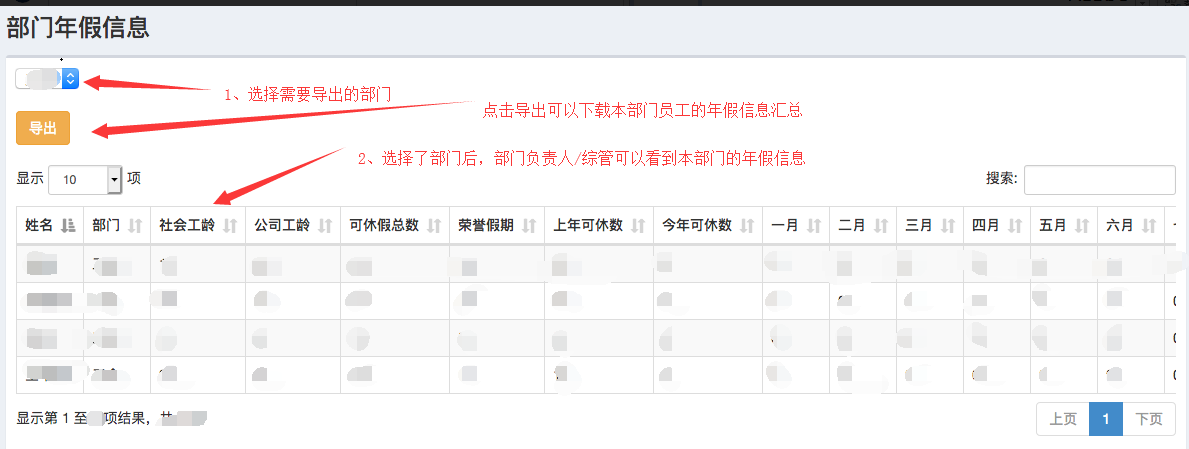 部门年假信息
1、选择需要导出的部门
导出
点击导出可以下载本部门员工的年假信息汇总
2、选择了部门后，部门负责人/综管可以看到本部门的年假信息
显示 10 项
搜索:
姓名 部门 社会工龄 公司工龄 可休假总数 荣誉假期 上年可休数 今年可休数 一月 二月 三月 四月 五月 六月
显示第 1 至 项结果，共
上页 1 下页